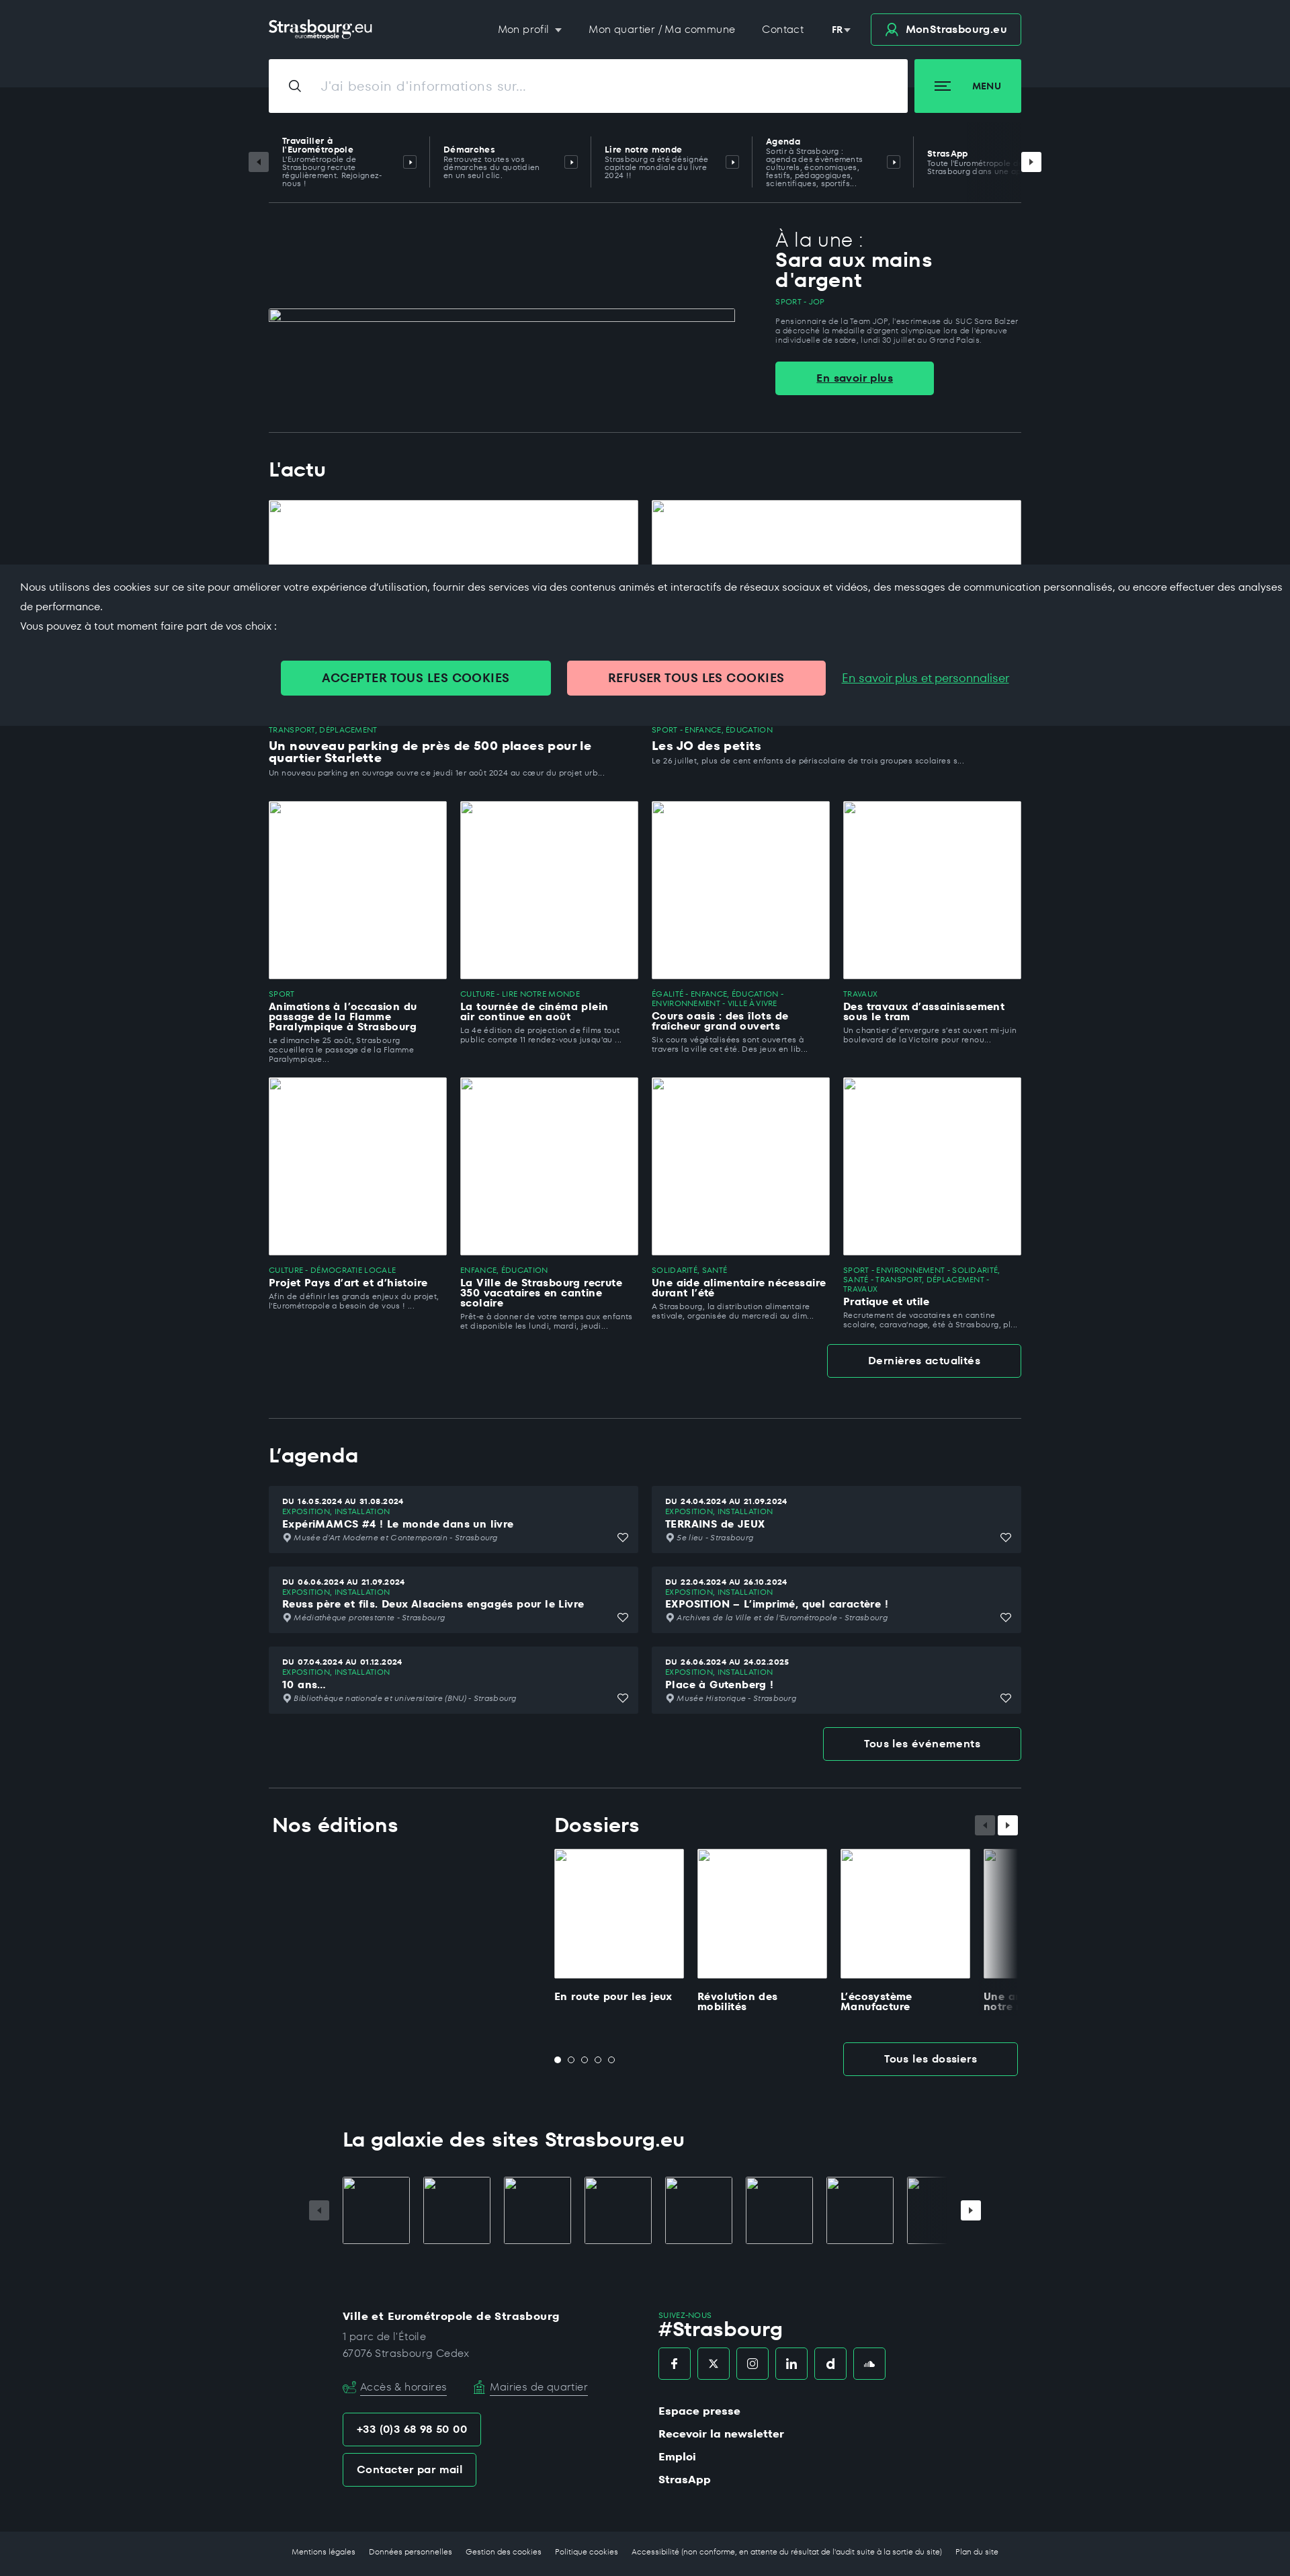 Strasbourg.eu
eurométropole
Mon profil
Mon quartier / Ma commune
Contact
FR
MonStrasbourg.eu
J'ai besoin d'informations sur...
MENU
Travailler à
l'Eurométropole
L'Eurométropole de
Strasbourg recrute
régulièrement. Rejoignez-
nous !
Démarches
Retrouvez toutes vos
démarches du quotidien
en un seul clic.
Lire notre monde
Strasbourg a été désignée
capitale mondiale du livre
2024 !!
Agenda
Sortir à Strasbourg :
agenda des évènements
culturels, économiques,
festifs, pédagogiques,
scientifiques, sportifs...
StrasApp
Toute l'Eurométropole
Strasbourg dans une
À la une :
Sara aux mains
d'argent
SPORT - JOP
Pensionnaire de la Team JOP, l'escrimeuse du SUC Sara Balzer
a décroché la médaille d'argent olympique lors de l'épreuve
individuelle de sabre, lundi 30 juillet au Grand Palais.
En savoir plus
L'actu
Nous utilisons des cookies sur ce site pour améliorer votre expérience d’utilisation, fournir des services via des contenus animés et interactifs de réseaux sociaux et vidéos, des messages de communication personnalisés, ou encore effectuer des analyses
de performance.
Vous pouvez à tout moment faire part de vos choix :
ACCEPTER TOUS LES COOKIES
REFUSER TOUS LES COOKIES
En savoir plus et personnaliser
TRANSPORT, DÉPLACEMENT
Un nouveau parking de près de 500 places pour le
quartier Starlette
Un nouveau parking en ouvrage ouvre ce jeudi 1er août 2024 au cœur du projet urb...
SPORT - ENFANCE, ÉDUCATION
Les JO des petits
Le 26 juillet, plus de cent enfants de périscolaire de trois groupes scolaires s...
SPORT
Animations à l’occasion du
passage de la Flamme
Paralympique à Strasbourg
Le dimanche 25 août, Strasbourg
accueillera le passage de la Flamme
Paralympique...
CULTURE - LIRE NOTRE MONDE
La tournée de cinéma plein
air continue en août
La 4e édition de projection de films tout
public compte 11 rendez-vous jusqu'au ...
ÉGALITÉ - ENFANCE, ÉDUCATION -
ENVIRONNEMENT - VILLE À VIVRE
Cours oasis : des îlots de
fraîcheur grand ouverts
Six cours végétalisées sont ouvertes à
travers la ville cet été. Des jeux en lib...
TRAVAUX
Des travaux d’assainissement
sous le tram
Un chantier d'envergure s'est ouvert mi-juin
boulevard de la Victoire pour renou...
CULTURE - DÉMOCRATIE LOCALE
Projet Pays d’art et d’histoire
Afin de définir les grands enjeux du projet,
l'Eurométropole a besoin de vous ! ...
ENFANCE, ÉDUCATION
La Ville de Strasbourg recrute
350 vacataires en cantine
scolaire
Prêt-e à donner de votre temps aux enfants
et disponible les lundi, mardi, jeudi...
SOLIDARITÉ, SANTÉ
Une aide alimentaire nécessaire
durant l’été
A Strasbourg, la distribution alimentaire
estivale, organisée du mercredi au dim...
SPORT - ENVIRONNEMENT - SOLIDARITÉ,
SANTÉ - TRANSPORT, DÉPLACEMENT -
TRAVAUX
Pratique et utile
Recrutement de vacataires en cantine
scolaire, carava'nage, été à Strasbourg, pl...
Dernières actualités
L’agenda
DU 16.05.2024 AU 31.08.2024
EXPOSITION, INSTALLATION
ExpériMAMCS #4 ! Le monde dans un livre
Musée d'Art Moderne et Contemporain - Strasbourg
DU 24.04.2024 AU 21.09.2024
EXPOSITION, INSTALLATION
TERRAINS de JEUX
Se lieu - Strasbourg
DU 06.06.2024 AU 21.09.2024
EXPOSITION, INSTALLATION
Reuss père et fils. Deux Alsaciens engagés pour le Livre
Médiathèque protestante - Strasbourg
DU 22.04.2024 AU 26.10.2024
EXPOSITION, INSTALLATION
EXPOSITION – L’imprimé, quel caractère !
Archives de la Ville et de l'Eurométropole - Strasbourg
DU 07.04.2024 AU 01.12.2024
EXPOSITION, INSTALLATION
10 ans...
Bibliothèque nationale et universitaire (BNU) - Strasbourg
DU 26.06.2024 AU 24.02.2025
EXPOSITION, INSTALLATION
Place à Gutenberg !
Musée Historique - Strasbourg
Tous les événements
Nos éditions
Dossiers
En route pour les jeux
Révolution des
mobilités
L’écosystème
Manufacture
Une
notre
Tous les dossiers
La galaxie des sites Strasbourg.eu
Ville et Eurométropole de Strasbourg
1 parc de l’Étoile
67076 Strasbourg Cedex
Accès & horaires
Mairies de quartier
+33 (0)3 68 98 50 00
Contacter par mail
SUIVEZ-NOUS
#Strasbourg
Espace presse
Recevoir la newsletter
Emploi
StrasApp
Mentions légales
Données personnelles
Gestion des cookies
Politique cookies
Accessibilité (non conforme, en attente du résultat de l'audit suite à la sortie du site)
Plan du site